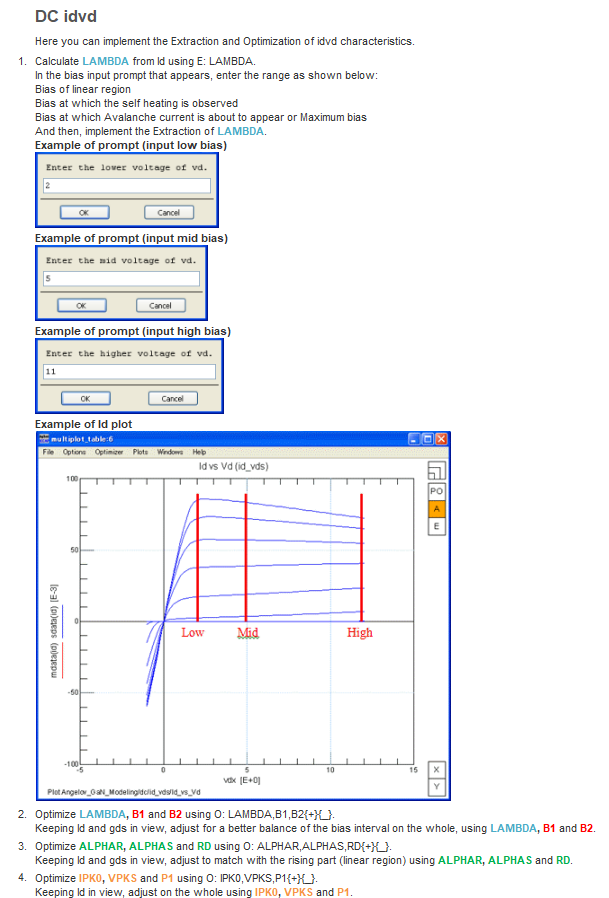 DC idvd
Here you can implement the Extraction and Optimization of idvd characteristics.
1. Calculate LAMBDA from Id using E: LAMBDA.
In the bias input prompt that appears, enter the range as shown below:
Bias of linear region
Bias at which the self heating is observed
Bias at which Avalanche current is about to appear or Maximum bias
And then, implement the Extraction of LAMBDA.
Example of prompt (input low bias)
Enter the lower voltage of vd.
2
OK Cancel
Example of prompt (input mid bias)
Enter the mid voltage of vd.
5
OK Cancel
Example of prompt (input high bias)
Enter the higher voltage of vd.
11
OK Cancel
Example of Id plot
multiplot_table:6
File Options Optimizer Plots Windows Help
Id vs Vd (id_vds)
100
50
0
-50
-100
mdata(id) sdata(id) [E-3]
Low Mid High
-5 0 5 10 15
vdx [E+0]
Plot Angelov_GaN_Modeling/dc/id_vds/Id_vs_Vd
PO
A
E
X
Y
2. Optimize LAMBDA, B1 and B2 using O: LAMBDA,B1,B2{+}{_}.
Keeping Id and gds in view, adjust for a better balance of the bias interval on the whole, using LAMBDA, B1 and B2.
3. Optimize ALPHAR, ALPHAS and RD using O: ALPHAR,ALPHAS,RD{+}{_}.
Keeping Id and gds in view, adjust to match with the rising part (linear region) using ALPHAR, ALPHAS and RD.
4. Optimize IPK0, VPKS and P1 using O: IPK0,VPKS,P1{+}{_}.
Keeping Id in view, adjust on the whole using IPK0, VPKS and P1.